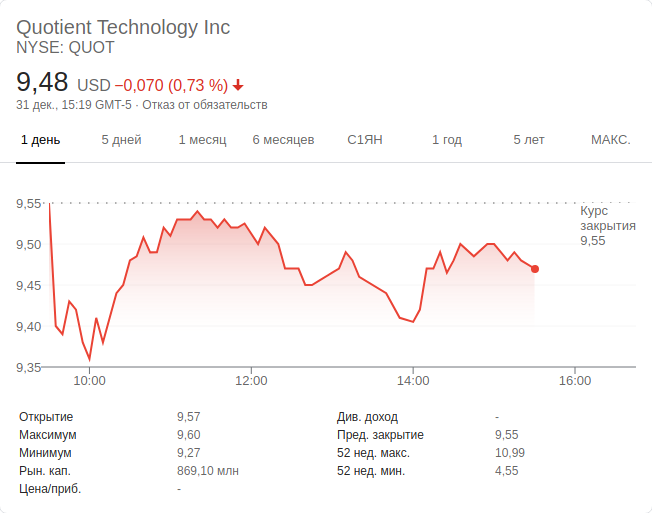 Quotient Technology Inc
NYSE: QUOT
9,48 USD −0,070 (0,73 %)
31 дек., 15:19 GMT-5 · Отказ от обязательств
1 день 5 дней 1 месяц 6 месяцев С1ЯН 1 год 5 лет МАКС.
9,55
Курс
закрытия
9,55
9,50
9,45
9,40
9,35
10:00 12:00 14:00 16:00
Открытие 9,57 Див. доход -
Максимум 9,60 Пред. закрытие 9,55
Минимум 9,27 52 нед. макс. 10,99
Рын. кап. 869,10 млн 52 нед. мин. 4,55
Цена/приб. -